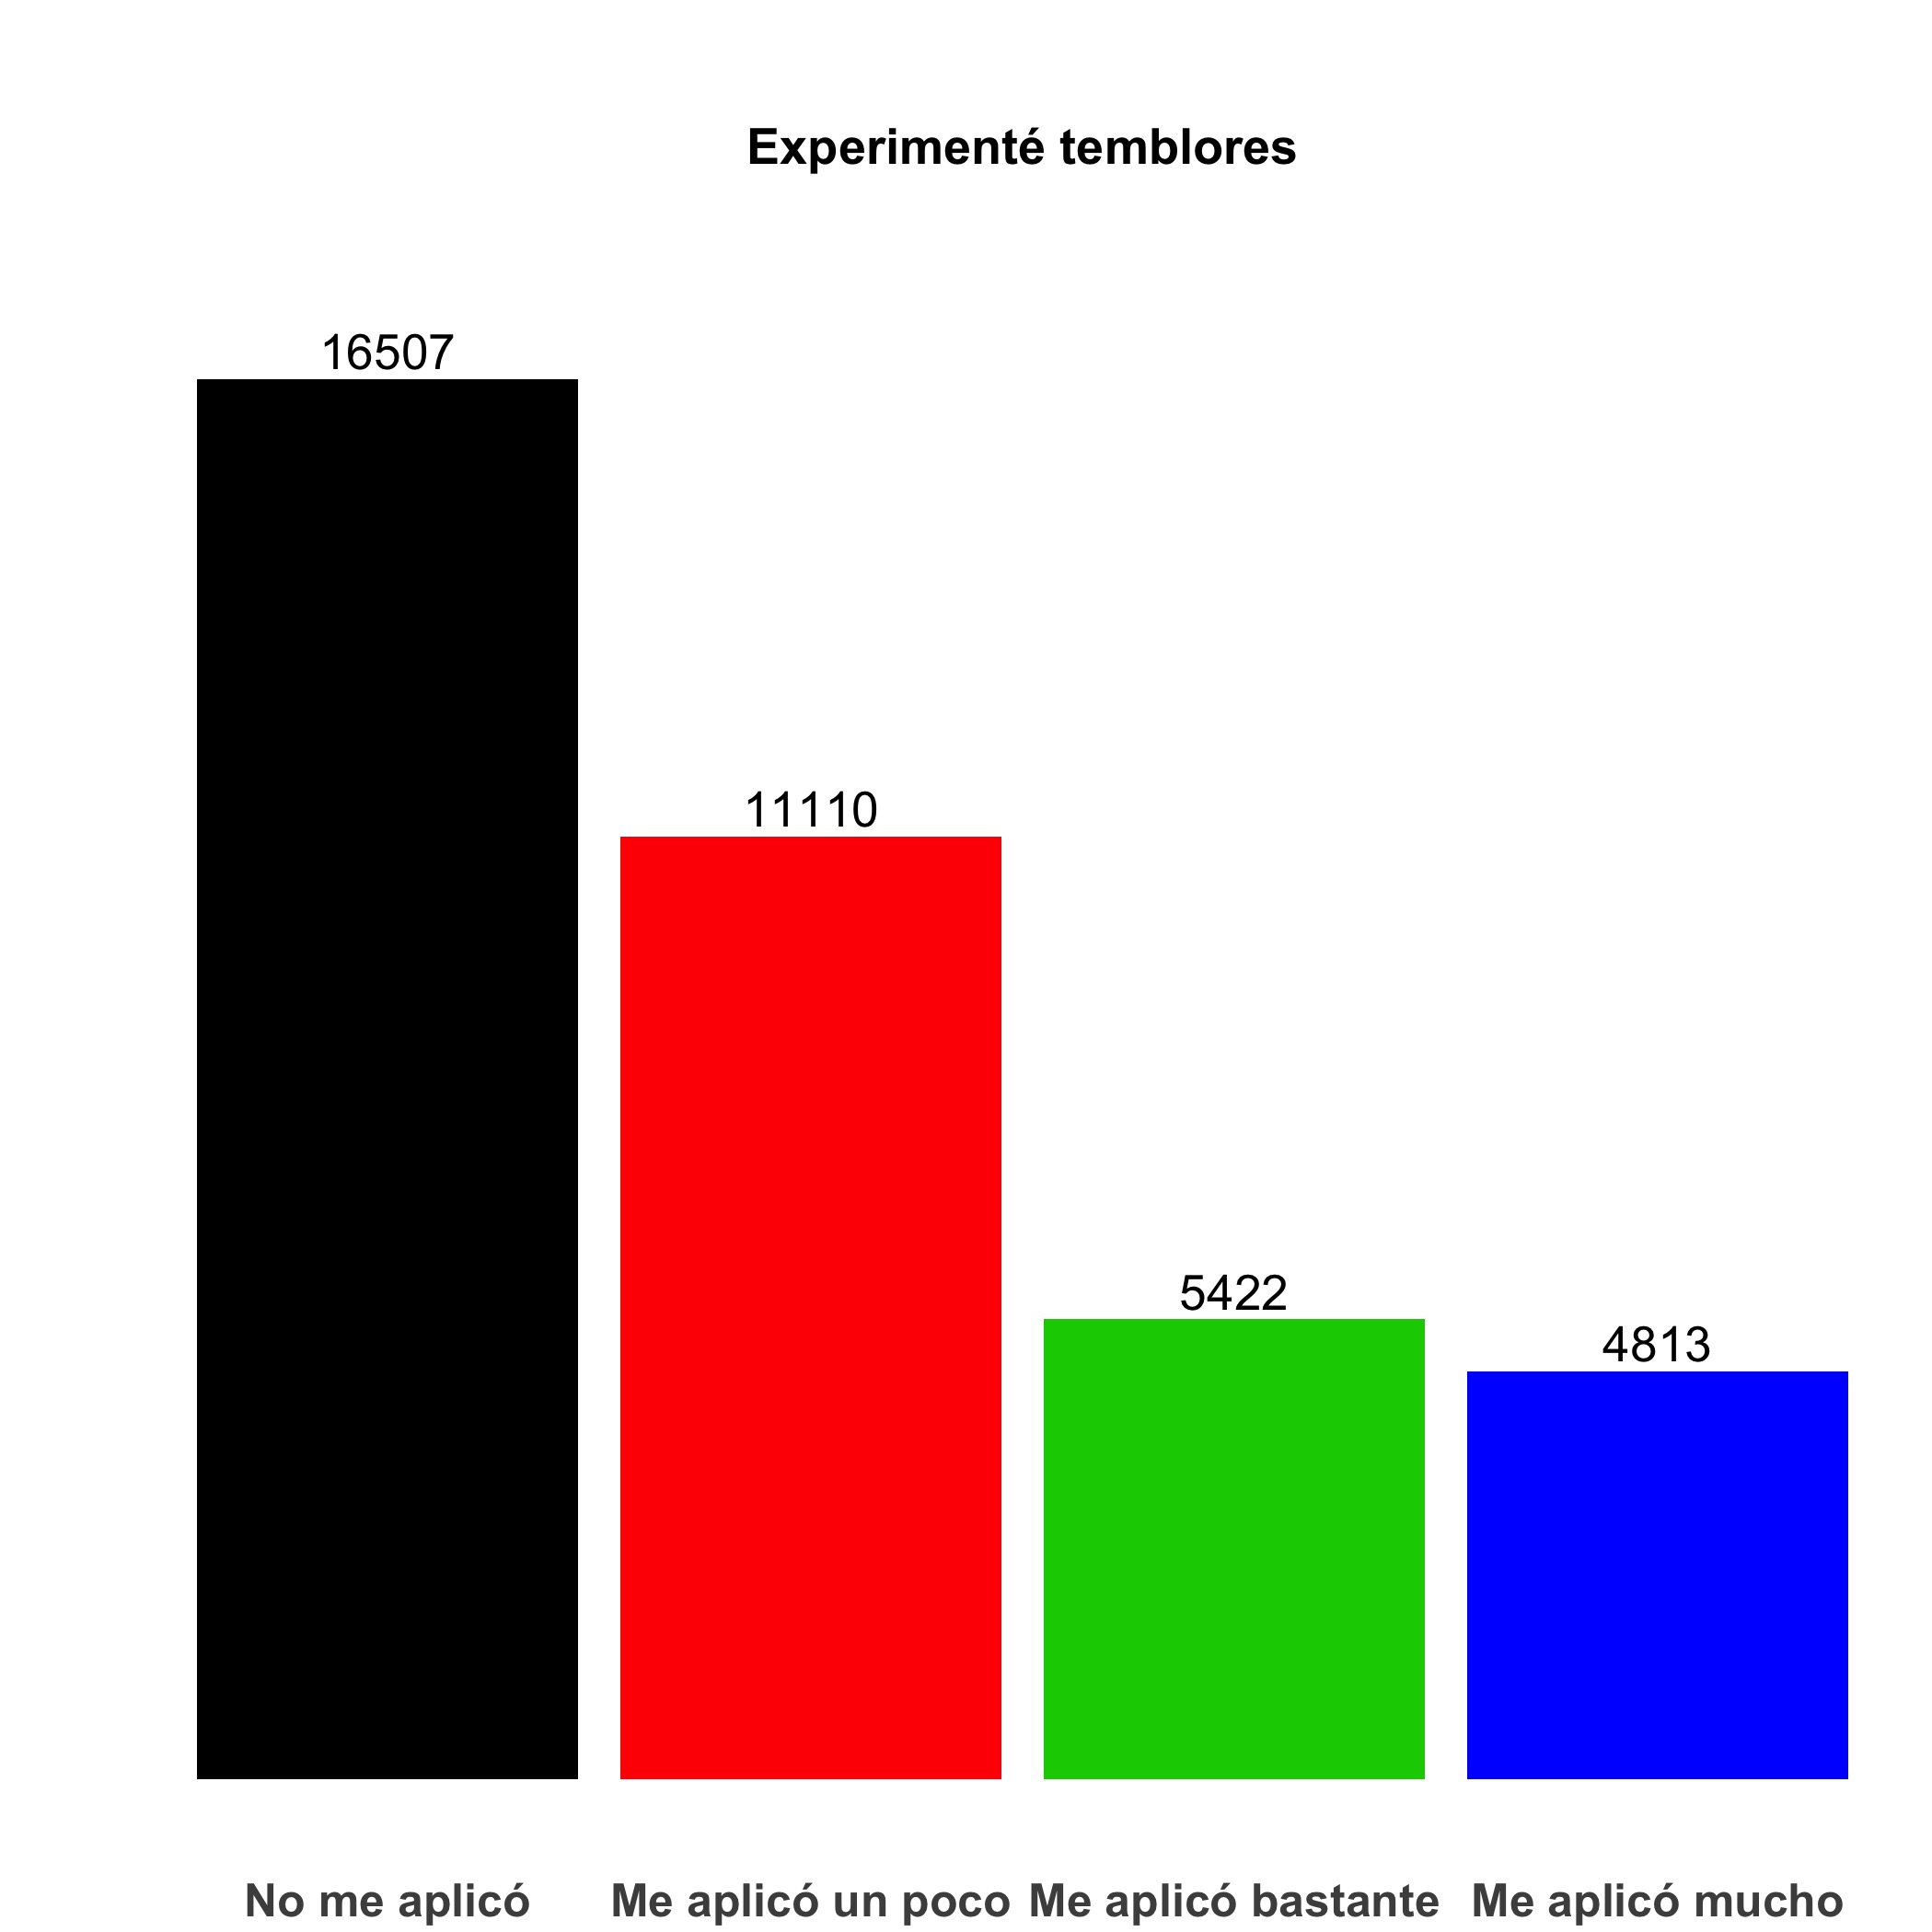 Experimenté temblores
16507
11110
5422
4813
No me aplicó Me aplicó un poco Me aplicó bastante Me aplicó mucho